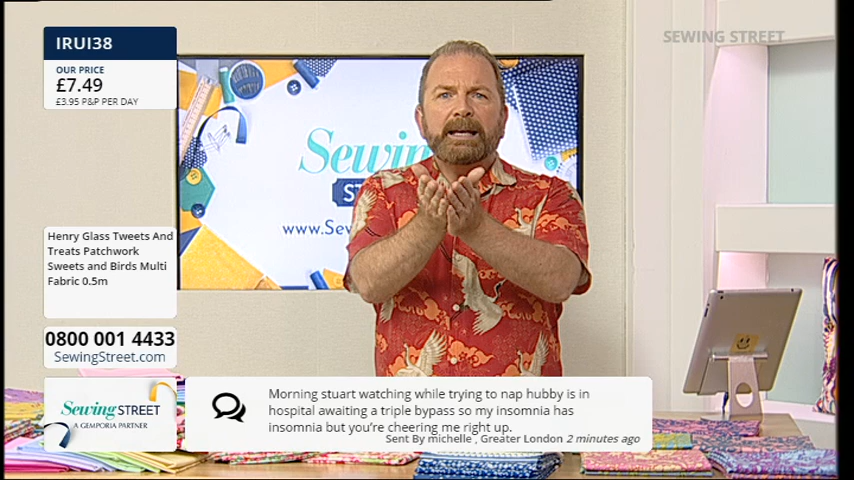 IRUI38
OUR PRICE
£7.49
£3.95 P&P PER DAY
SEWING STREET
Sewin
ST
www.Sew
Henry Glass Tweets And
Treats Patchwork
Sweets and Birds Multi
Fabric 0.5m
0800 001 4433
SewingStreet.com
Sewing STREET
A GEMPORIA PARTNER
Morning stuart watching while trying to nap hubby is in
hospital awaiting a triple bypass so my insomnia has
insomnia but you're cheering me right up.
Sent By michelle , Greater London 2 minutes ago